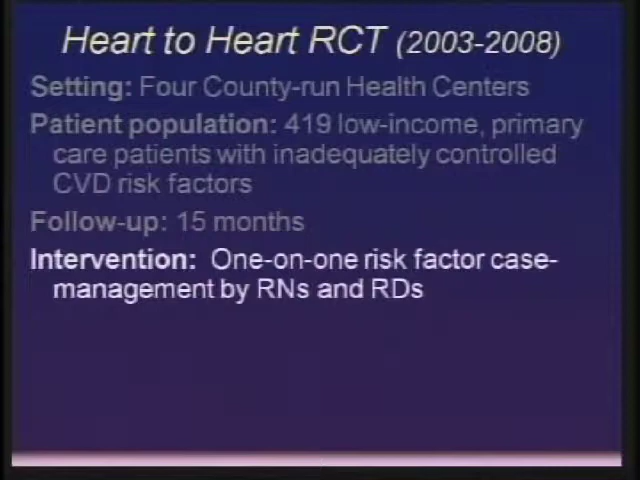 Heart to Heart RCT (2003-2008)
Setting: Four County-run Health Centers
Patient population: 419 low-income, primary
care patients with inadequately controlled
CVD risk factors
Follow-up: 15 months
Intervention: One-on-one risk factor case-
management by RNs and RDs